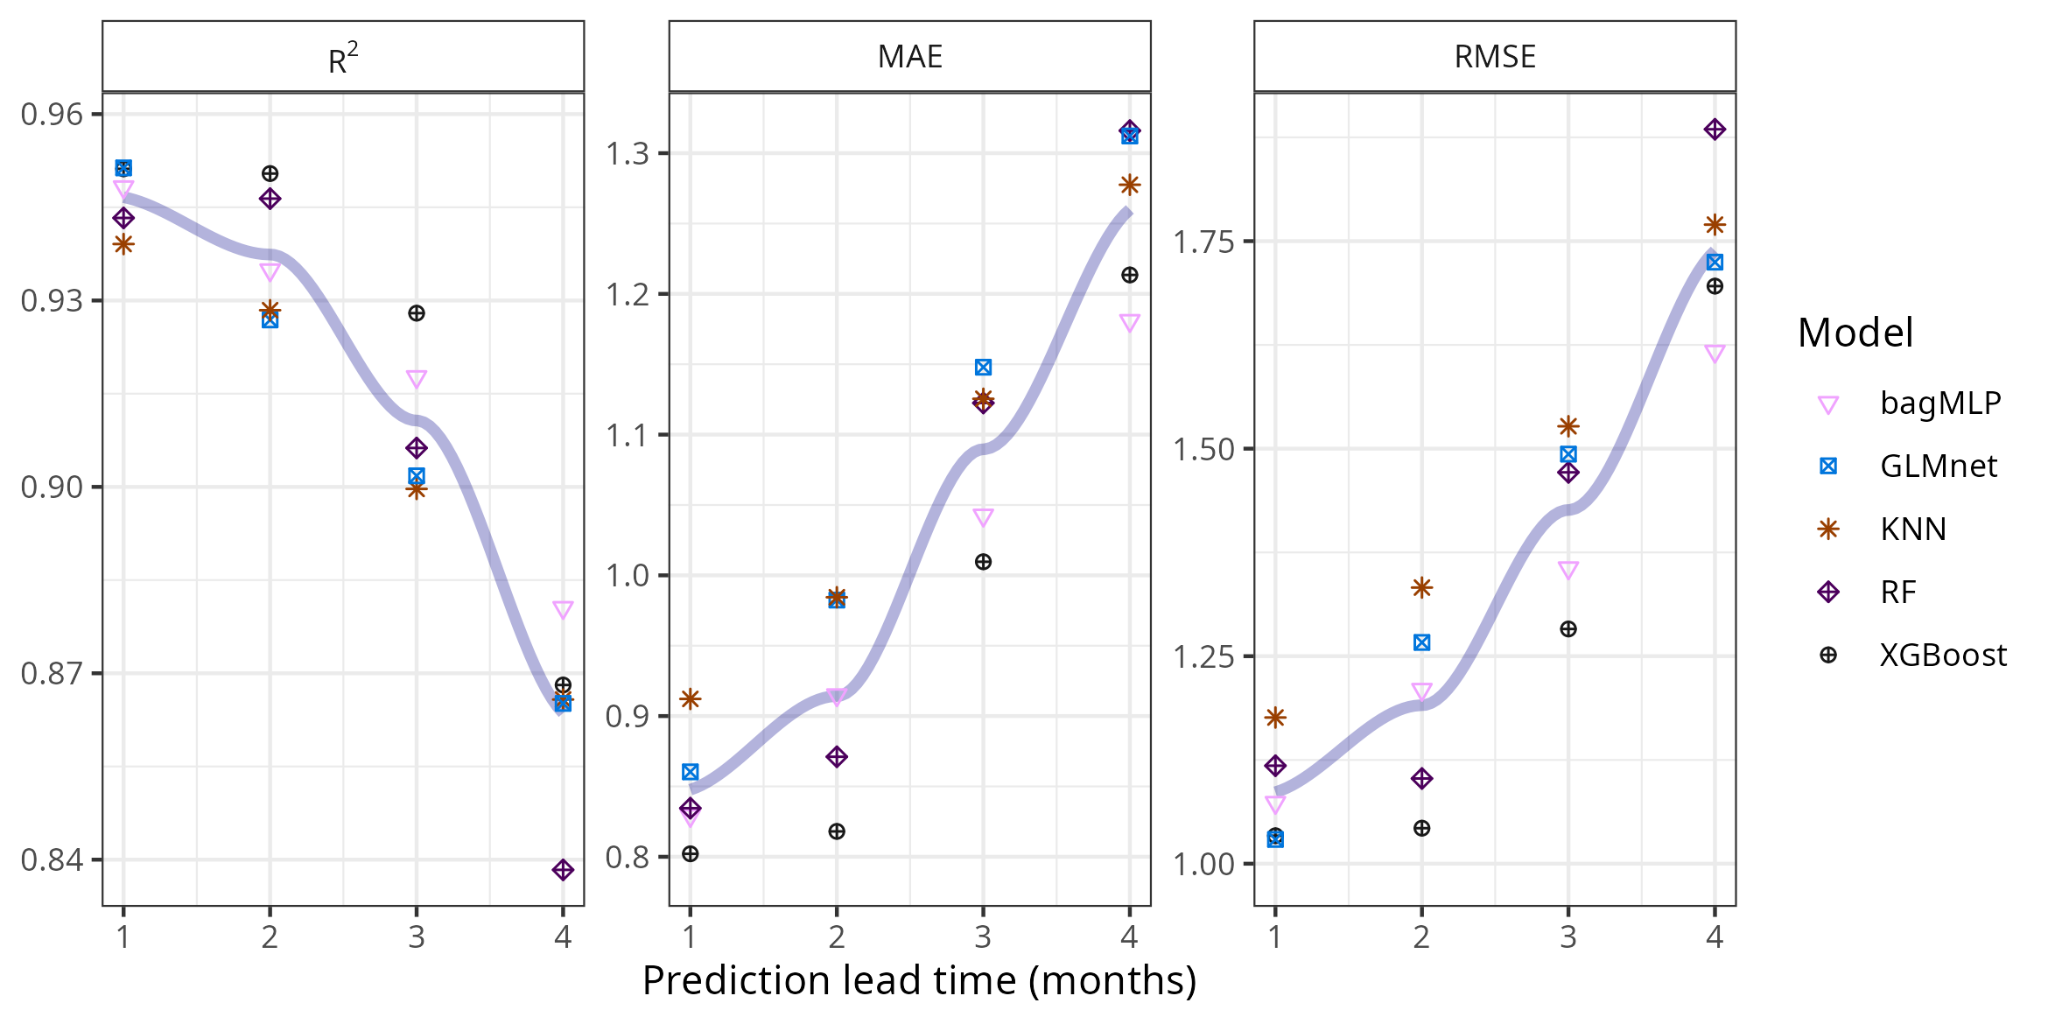 R²
MAE
RMSE
0.96
0.93
0.90
0.87
0.84
1.3
1.2
1.1
1.0
0.9
0.8
1.75
1.50
1.25
1.00
1 2 3 4
1 2 3 4
1 2 3 4
Prediction lead time (months)
Model
bagMLP
GLMnet
KNN
RF
XGBoost